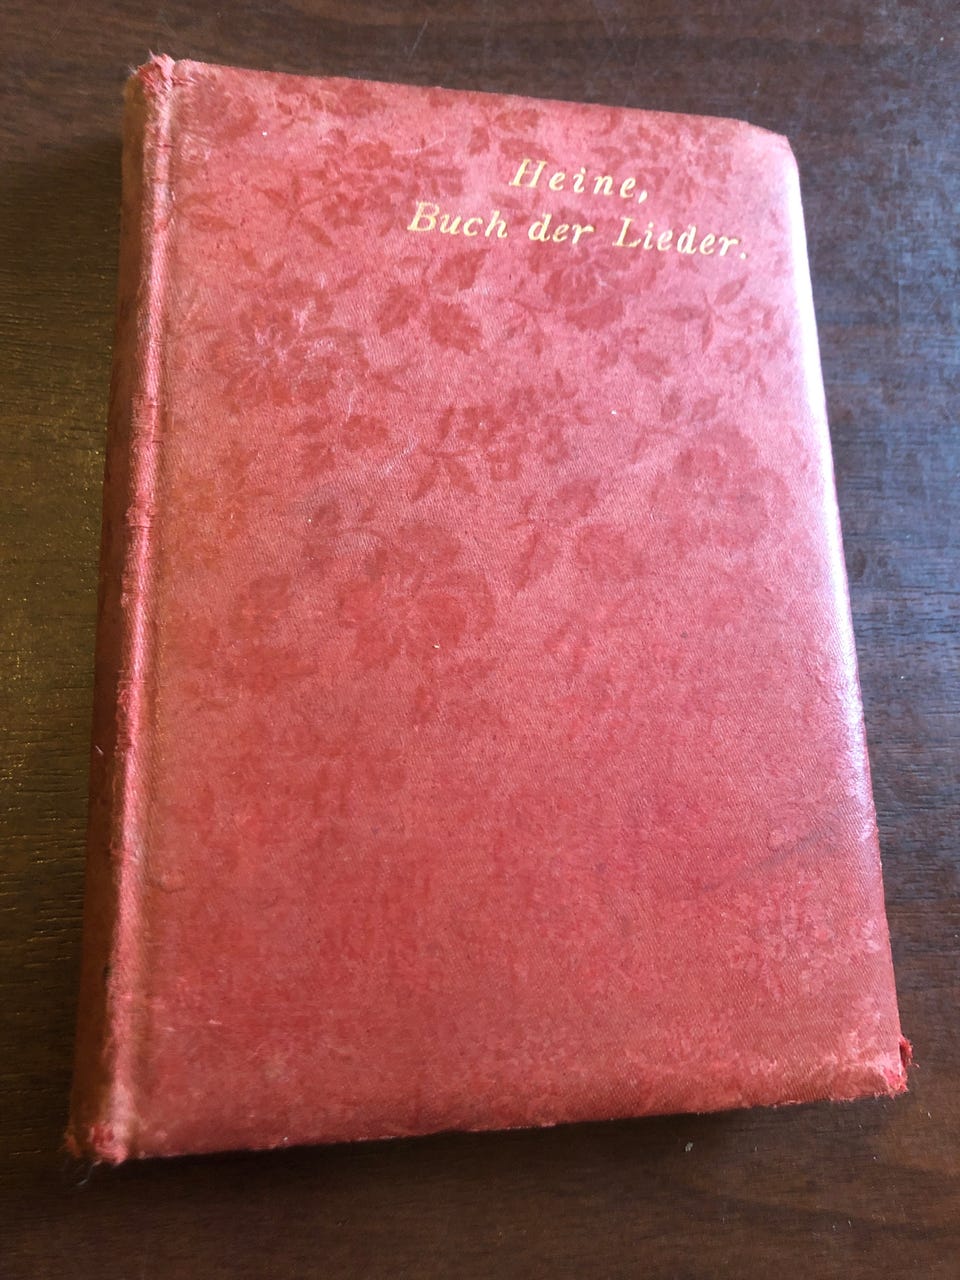 Heine,
Buch der Lieder.